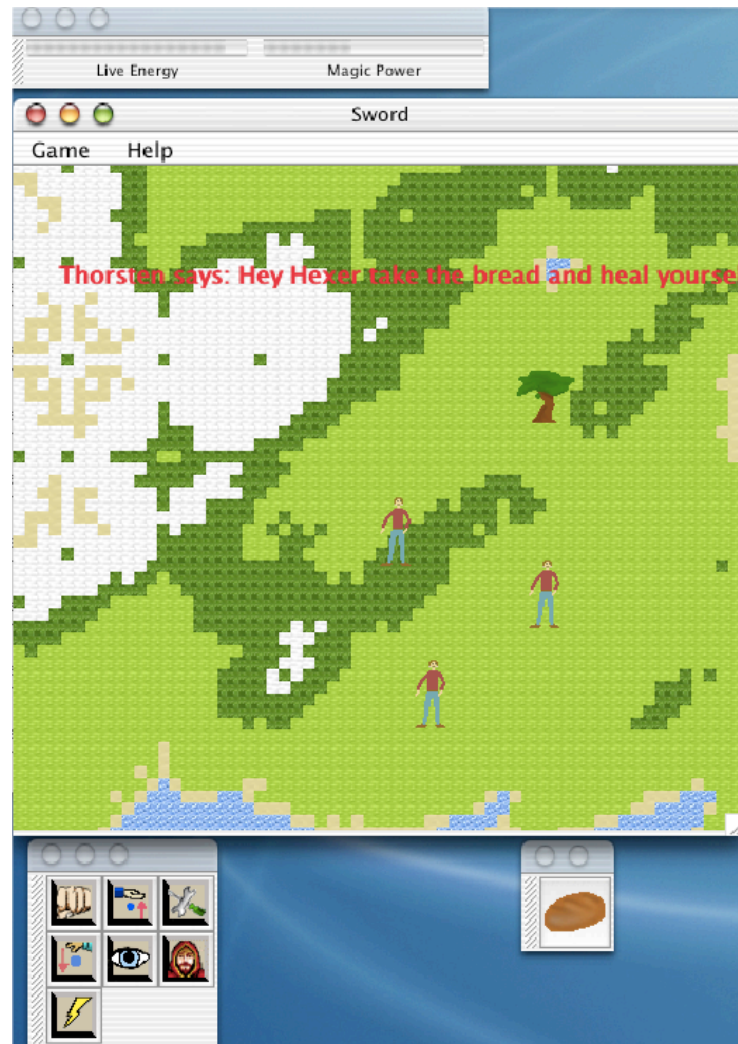 Live Energy Magic Power
Sword
Game Help
Thorsten says: Hey Hexer take the bread and heal yourse